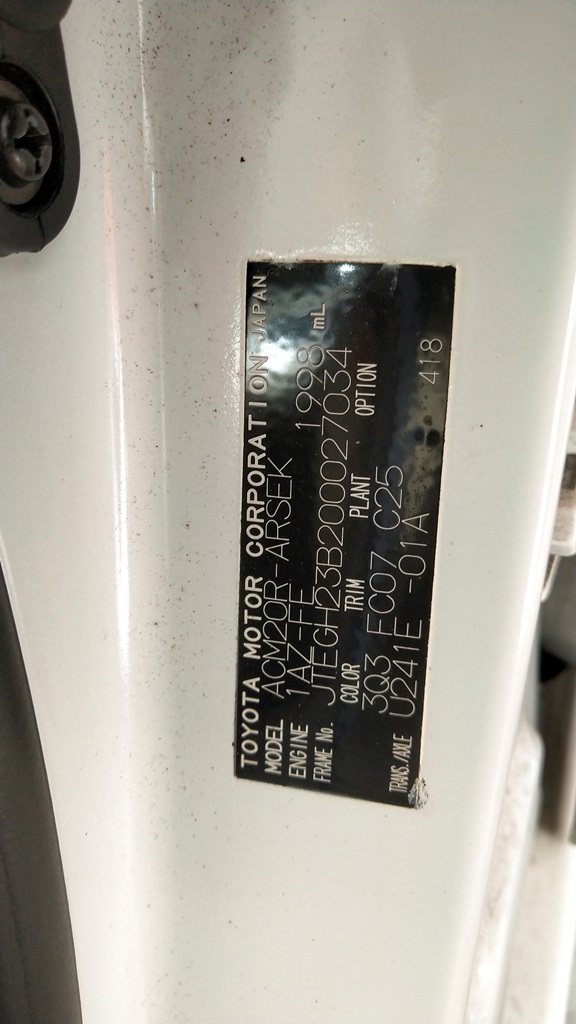 TOYOTA MOTOR CORPORATION JAPAN
MODEL ACM20R-ARSEK
ENGINE 1AZ-FE 1998 mL
FRAME No. JTEGH23B200027034
COLOR TRIM PLANT OPTION
3Q3 FC07 C25
TRANS./AXLE U241E -01A 418